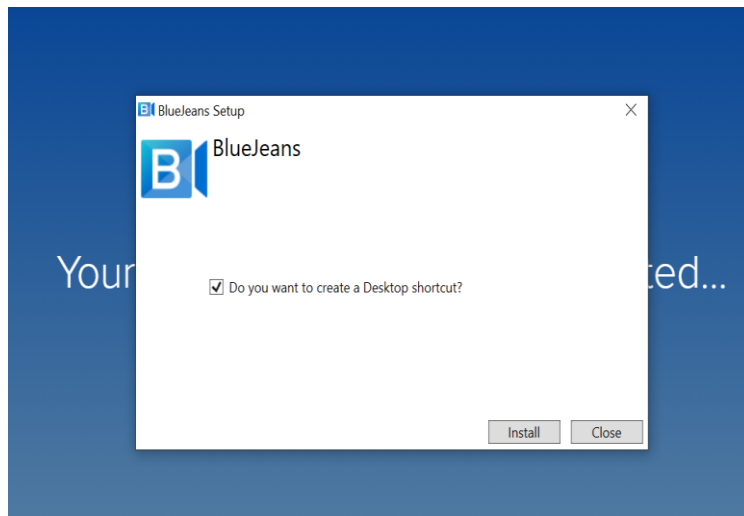 BlueJeans Setup
BlueJeans
Your
ted...
Do you want to create a Desktop shortcut?
Install Close